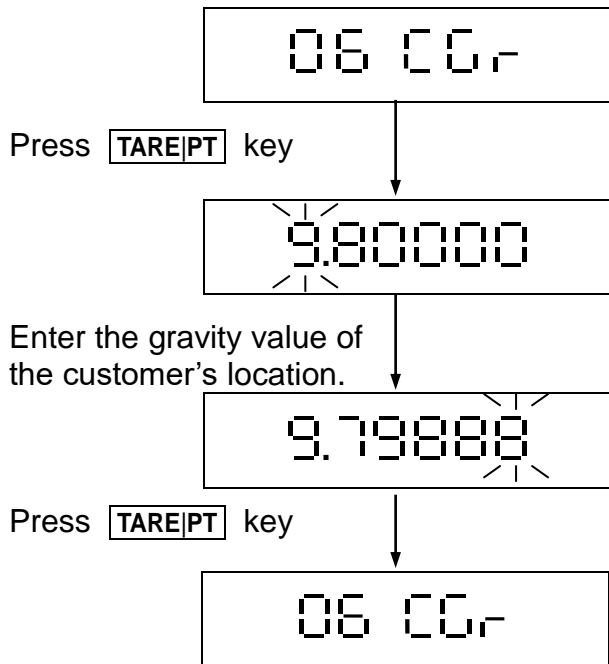 06 CGr
Press TARE|PT key
9.80000
Enter the gravity value of
the customer’s location.
9.79888
Press TARE|PT key
06 CGr